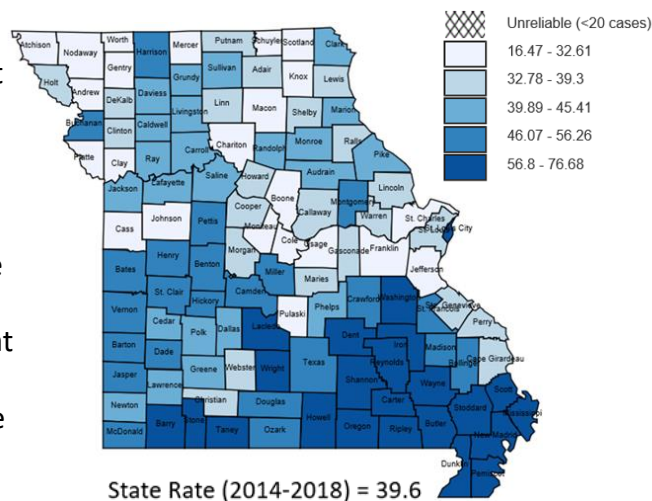 Unreliable (<20 cases)
16.47 - 32.61
32.78 - 39.3
39.89 - 45.41
46.07 - 56.26
56.8 - 76.68
Atchison
Nodaway
Worth
Harrison
Mercer
Putnam
Schuyler
Scotland
Clark
Gentry
Holt
Andrew
DeKalb
Daviess
Grundy
Sullivan
Adair
Knox
Lewis
Linn
Macon
Shelby
Marion
Buchanan
Clinton
Caldwell
Livingston
Chariton
Randolph
Monroe
Ralls
Pike
Platte
Clay
Ray
Carroll
Audrain
Jackson
Lafayette
Saline
Howard
Boone
Callaway
Montgomery
Lincoln
Warren
St. Charles
Cass
Johnson
Pettis
Cooper
Cole
Gasconade
Franklin
Jefferson
Bates
Henry
Benton
Morgan
Miller
Maries
Vernon
St. Clair
Hickory
Camden
Pulaski
Phelps
Crawford
Washington
Perry
Barton
Cedar
Polk
Dallas
Laclede
Dent
Iron
Madison
Cape Girardeau
Jasper
Dade
Greene
Webster
Wright
Texas
Shannon
Reynolds
Wayne
Bollinger
Scott
Newton
Lawrence
Christian
Douglas
Howell
Carter
Butler
Stoddard
Mississippi
McDonald
Barry
Stone
Taney
Ozark
Oregon
Ripley
New Madrid
Dunklin
Pemiscot
State Rate (2014-2018) = 39.6